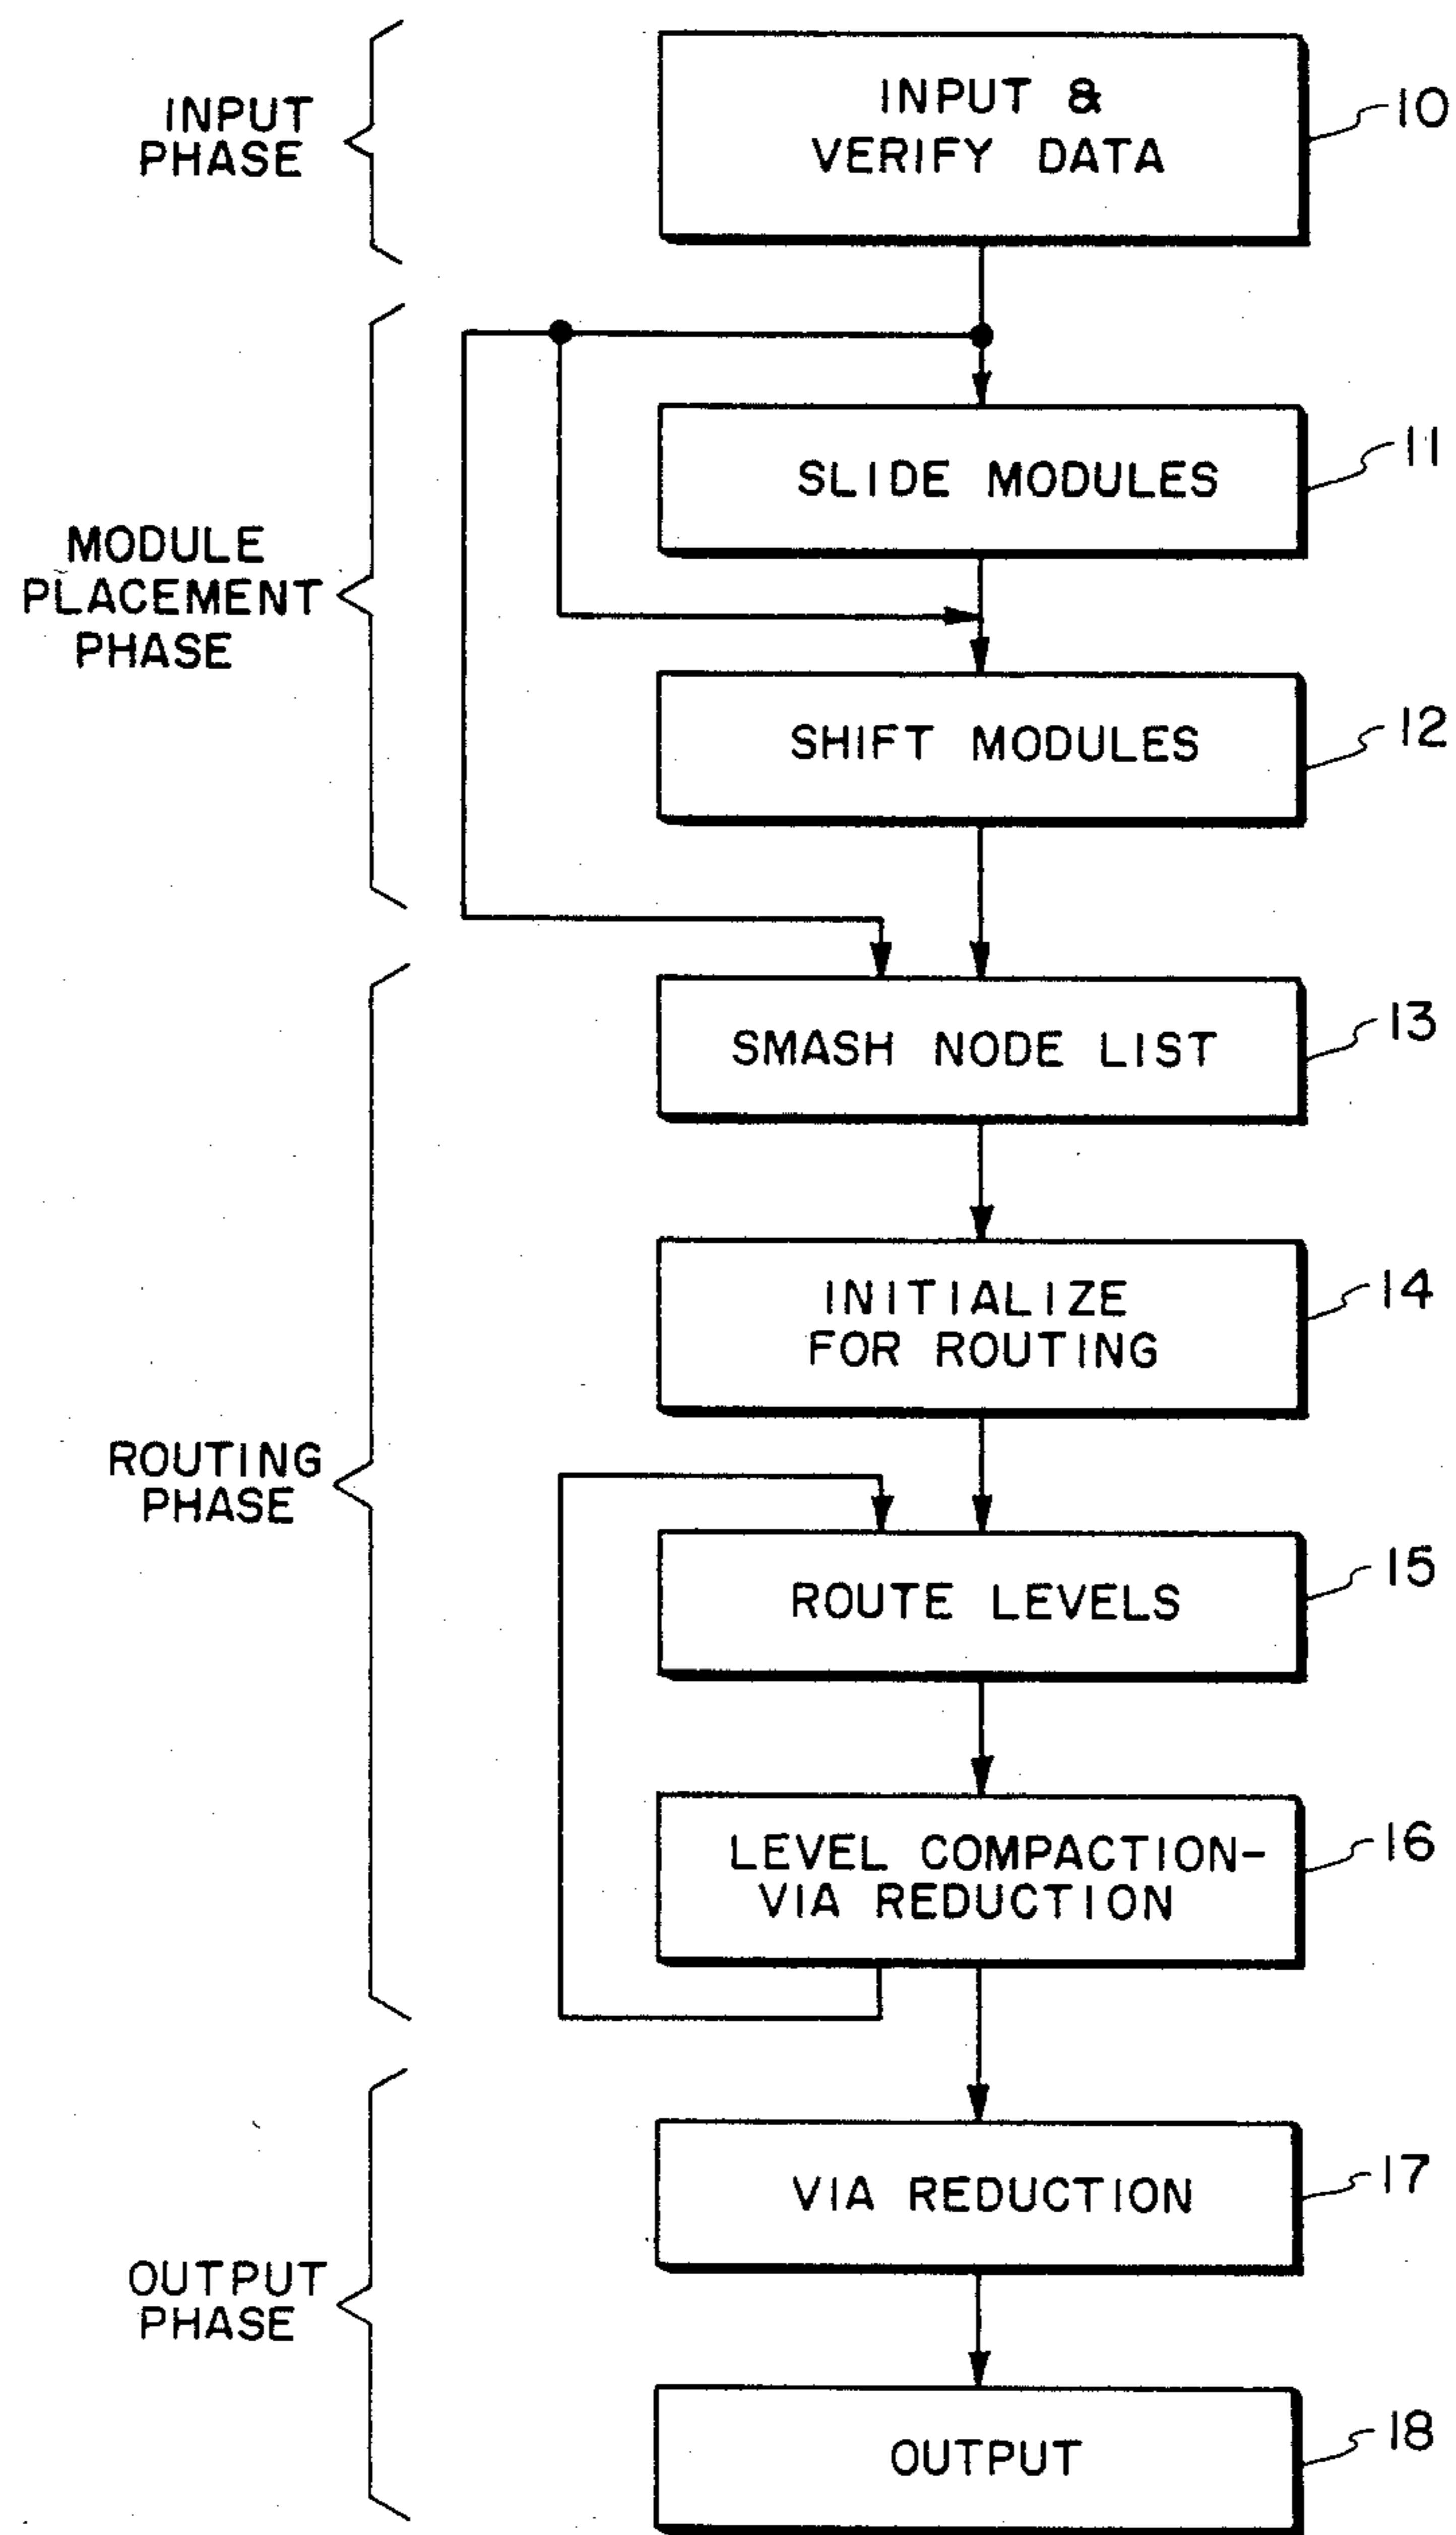 INPUT
PHASE
INPUT &
VERIFY DATA
10
MODULE
PLACEMENT
PHASE
SLIDE MODULES
11
SHIFT MODULES
12
ROUTING
PHASE
SMASH NODE LIST
13
INITIALIZE
FOR ROUTING
14
ROUTE LEVELS
15
LEVEL COMPACTION-
VIA REDUCTION
16
OUTPUT
PHASE
VIA REDUCTION
17
OUTPUT
18